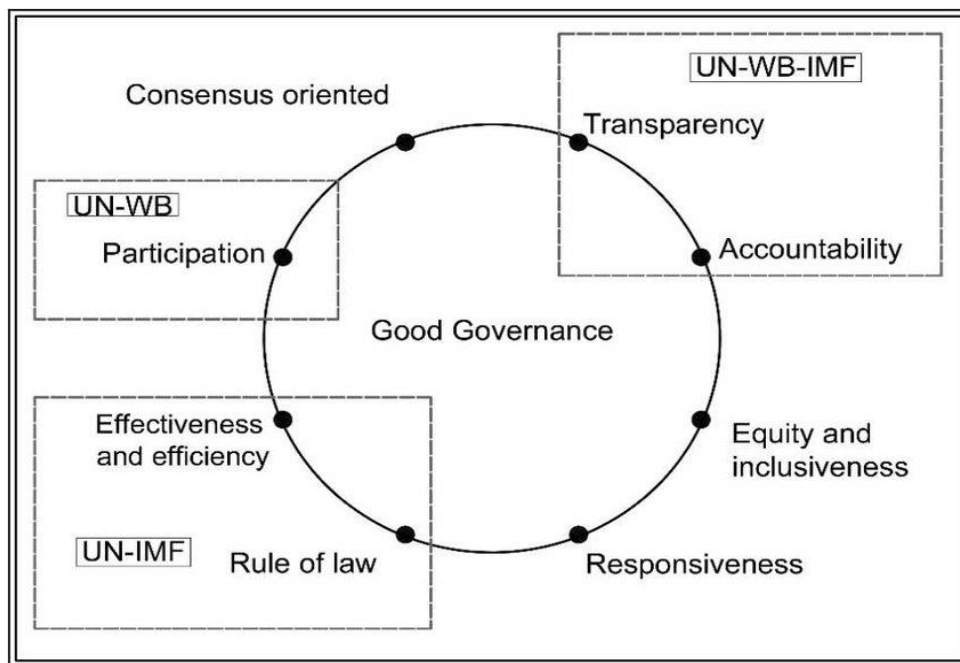 UN-WB-IMF
Consensus oriented
Transparency
UN-WB
Participation
Accountability
Good Governance
Effectiveness
and efficiency
Equity and
inclusiveness
UN-IMF
Rule of law
Responsiveness